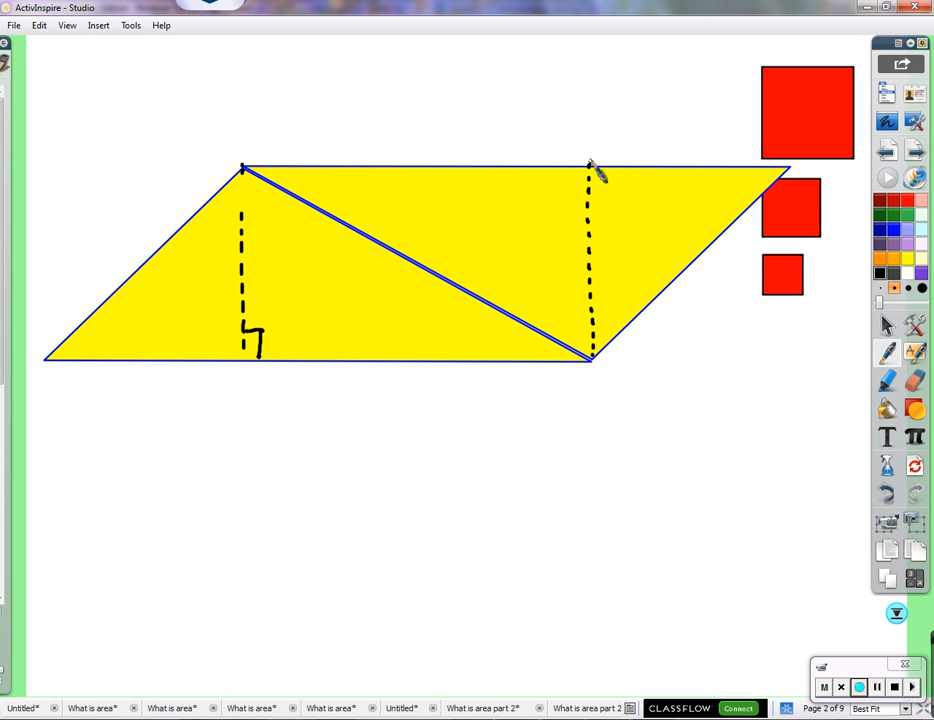 ActivInspire - Studio
File Edit View Insert Tools Help
M
Untitled* What is area* What is area* What is area* What is area* Untitled* What is area part 2* What is area part 2 CLASSFLOW Connect Page 2 of 9 Best Fit